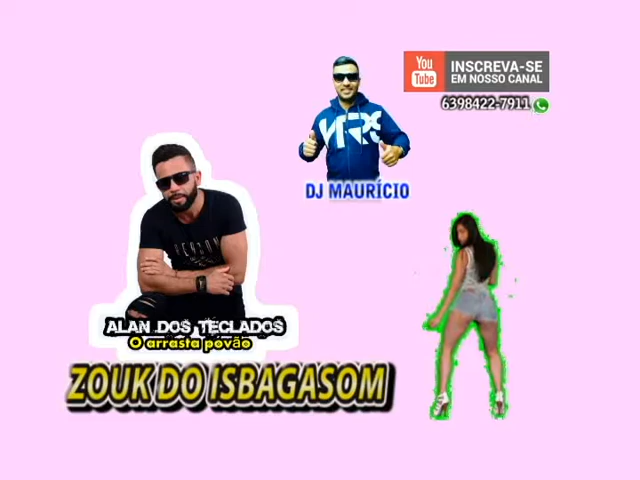 You
Tube
INSCREVA-SE
EM NOSSO CANAL
6398422-7911
DJ MAURÍCIO
ALAN DOS TECLADOS
O arrasta povão
ZOUK DO ISBAGASOM